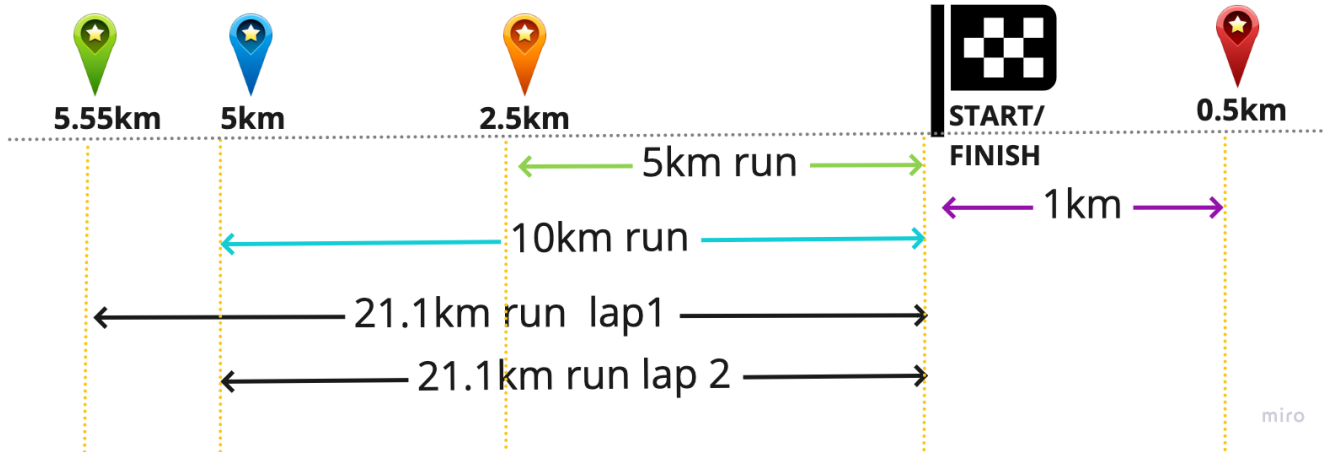 5.55km
5km
2.5km
START/
FINISH
0.5km
5km run
1km
10km run
21.1km run lap1
21.1km run lap 2
miro